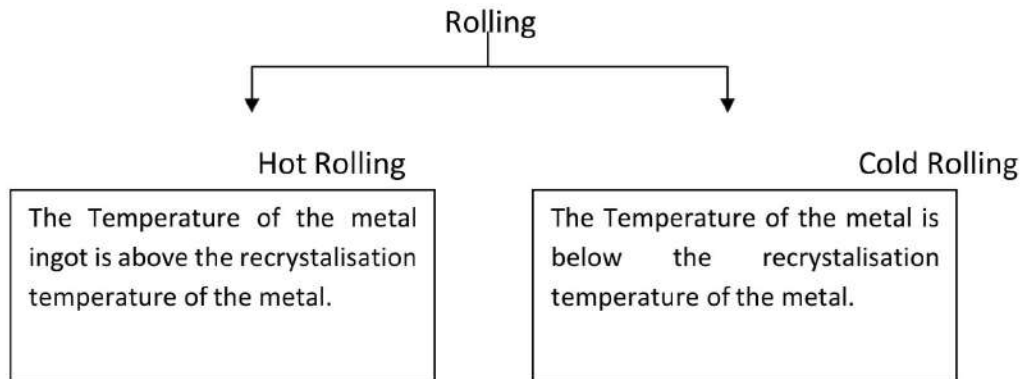 Rolling
Hot Rolling
Cold Rolling
The Temperature of the metal
ingot is above the recrystalisation
temperature of the metal.
The Temperature of the metal is
below the recrystalisation
temperature of the metal.